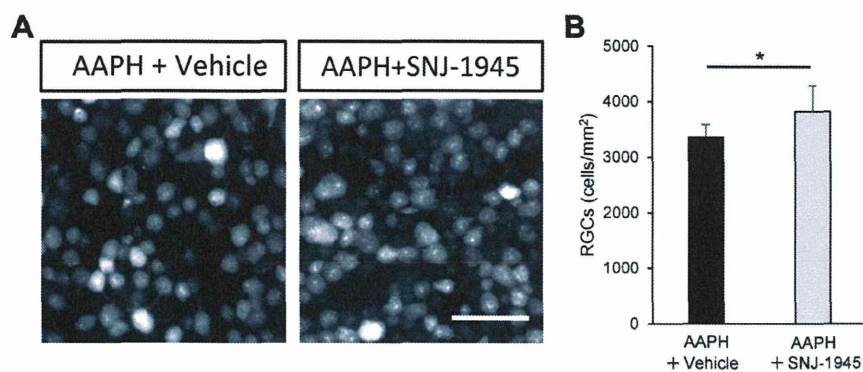 A
AAPH + Vehicle
AAPH+SNJ-1945
B
5000
*
4000
3000
2000
1000
0
RGCs (cells/mm²)
AAPH
+ Vehicle
AAPH
+ SNJ-1945